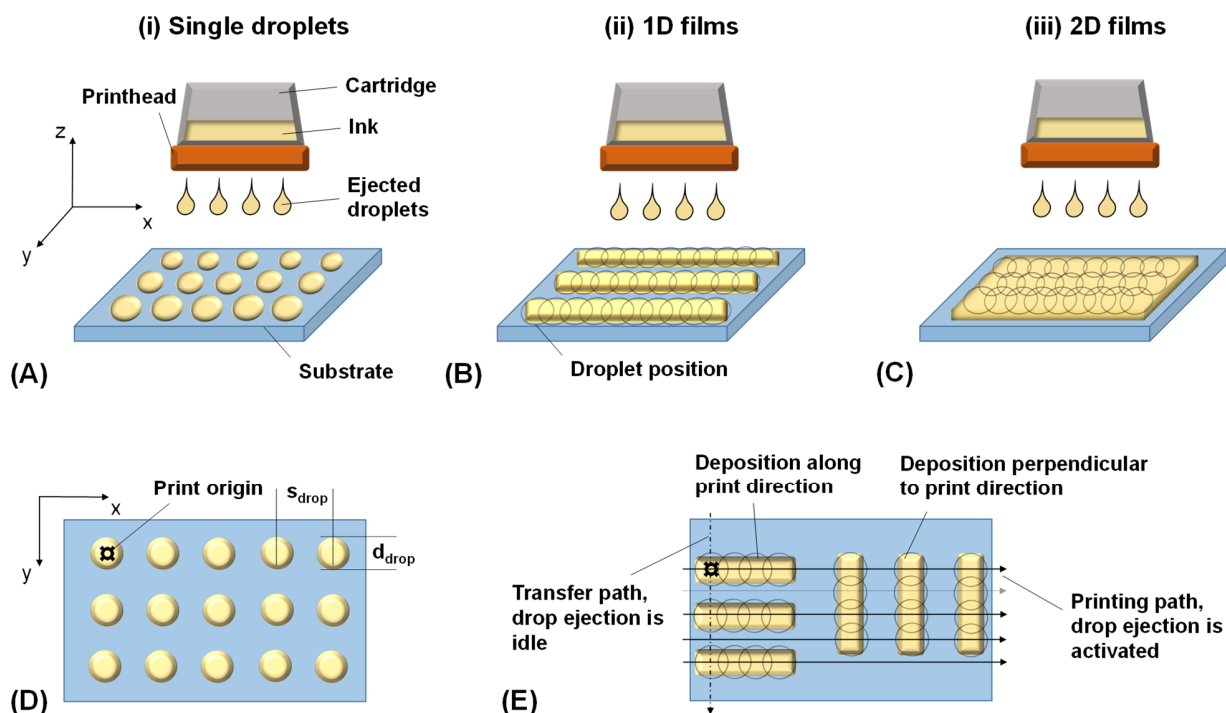 (i) Single droplets
(ii) 1D films
(iii) 2D films
Printhead
Cartridge
Ink
Ejected
droplets
z
x
y
Substrate
Droplet position
(A)
(B)
(C)
x
y
Print origin
s_drop
d_drop
(D)
Deposition along
print direction
Deposition perpendicular
to print direction
Transfer path,
drop ejection is
idle
Printing path,
drop ejection is
activated
(E)